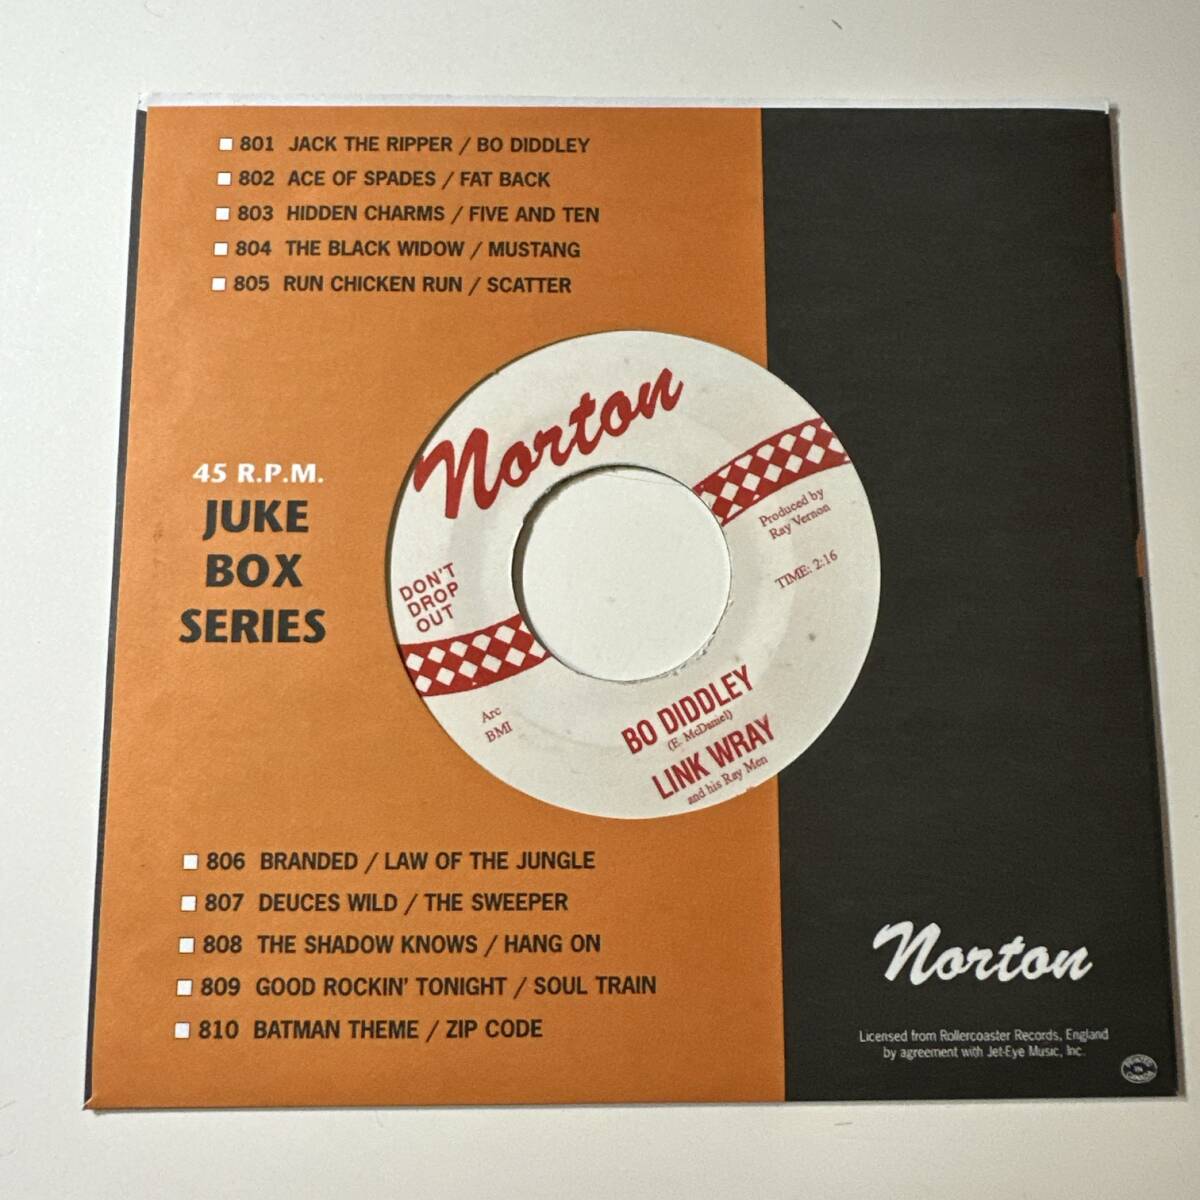 801 JACK THE RIPPER / BO DIDDLEY
802 ACE OF SPADES / FAT BACK
803 HIDDEN CHARMS / FIVE AND TEN
804 THE BLACK WIDOW / MUSTANG
805 RUN CHICKEN RUN / SCATTER
45 R.P.M.
JUKE
BOX
SERIES
Norton
Produced by
Ray Vernon
TIME: 2:16
DON'T
DROP
OUT
Arc
BMI
BO DIDDLEY
(E. McDaniel)
LINK WRAY
and his Ray Men
806 BRANDED / LAW OF THE JUNGLE
807 DEUCES WILD / THE SWEEPER
808 THE SHADOW KNOWS / HANG ON
809 GOOD ROCKIN' TONIGHT / SOUL TRAIN
810 BATMAN THEME / ZIP CODE
Norton
Licensed from Rollercoaster Records, England
by agreement with Jet-Eye Music, Inc.
PRINTED
IN
CANADA